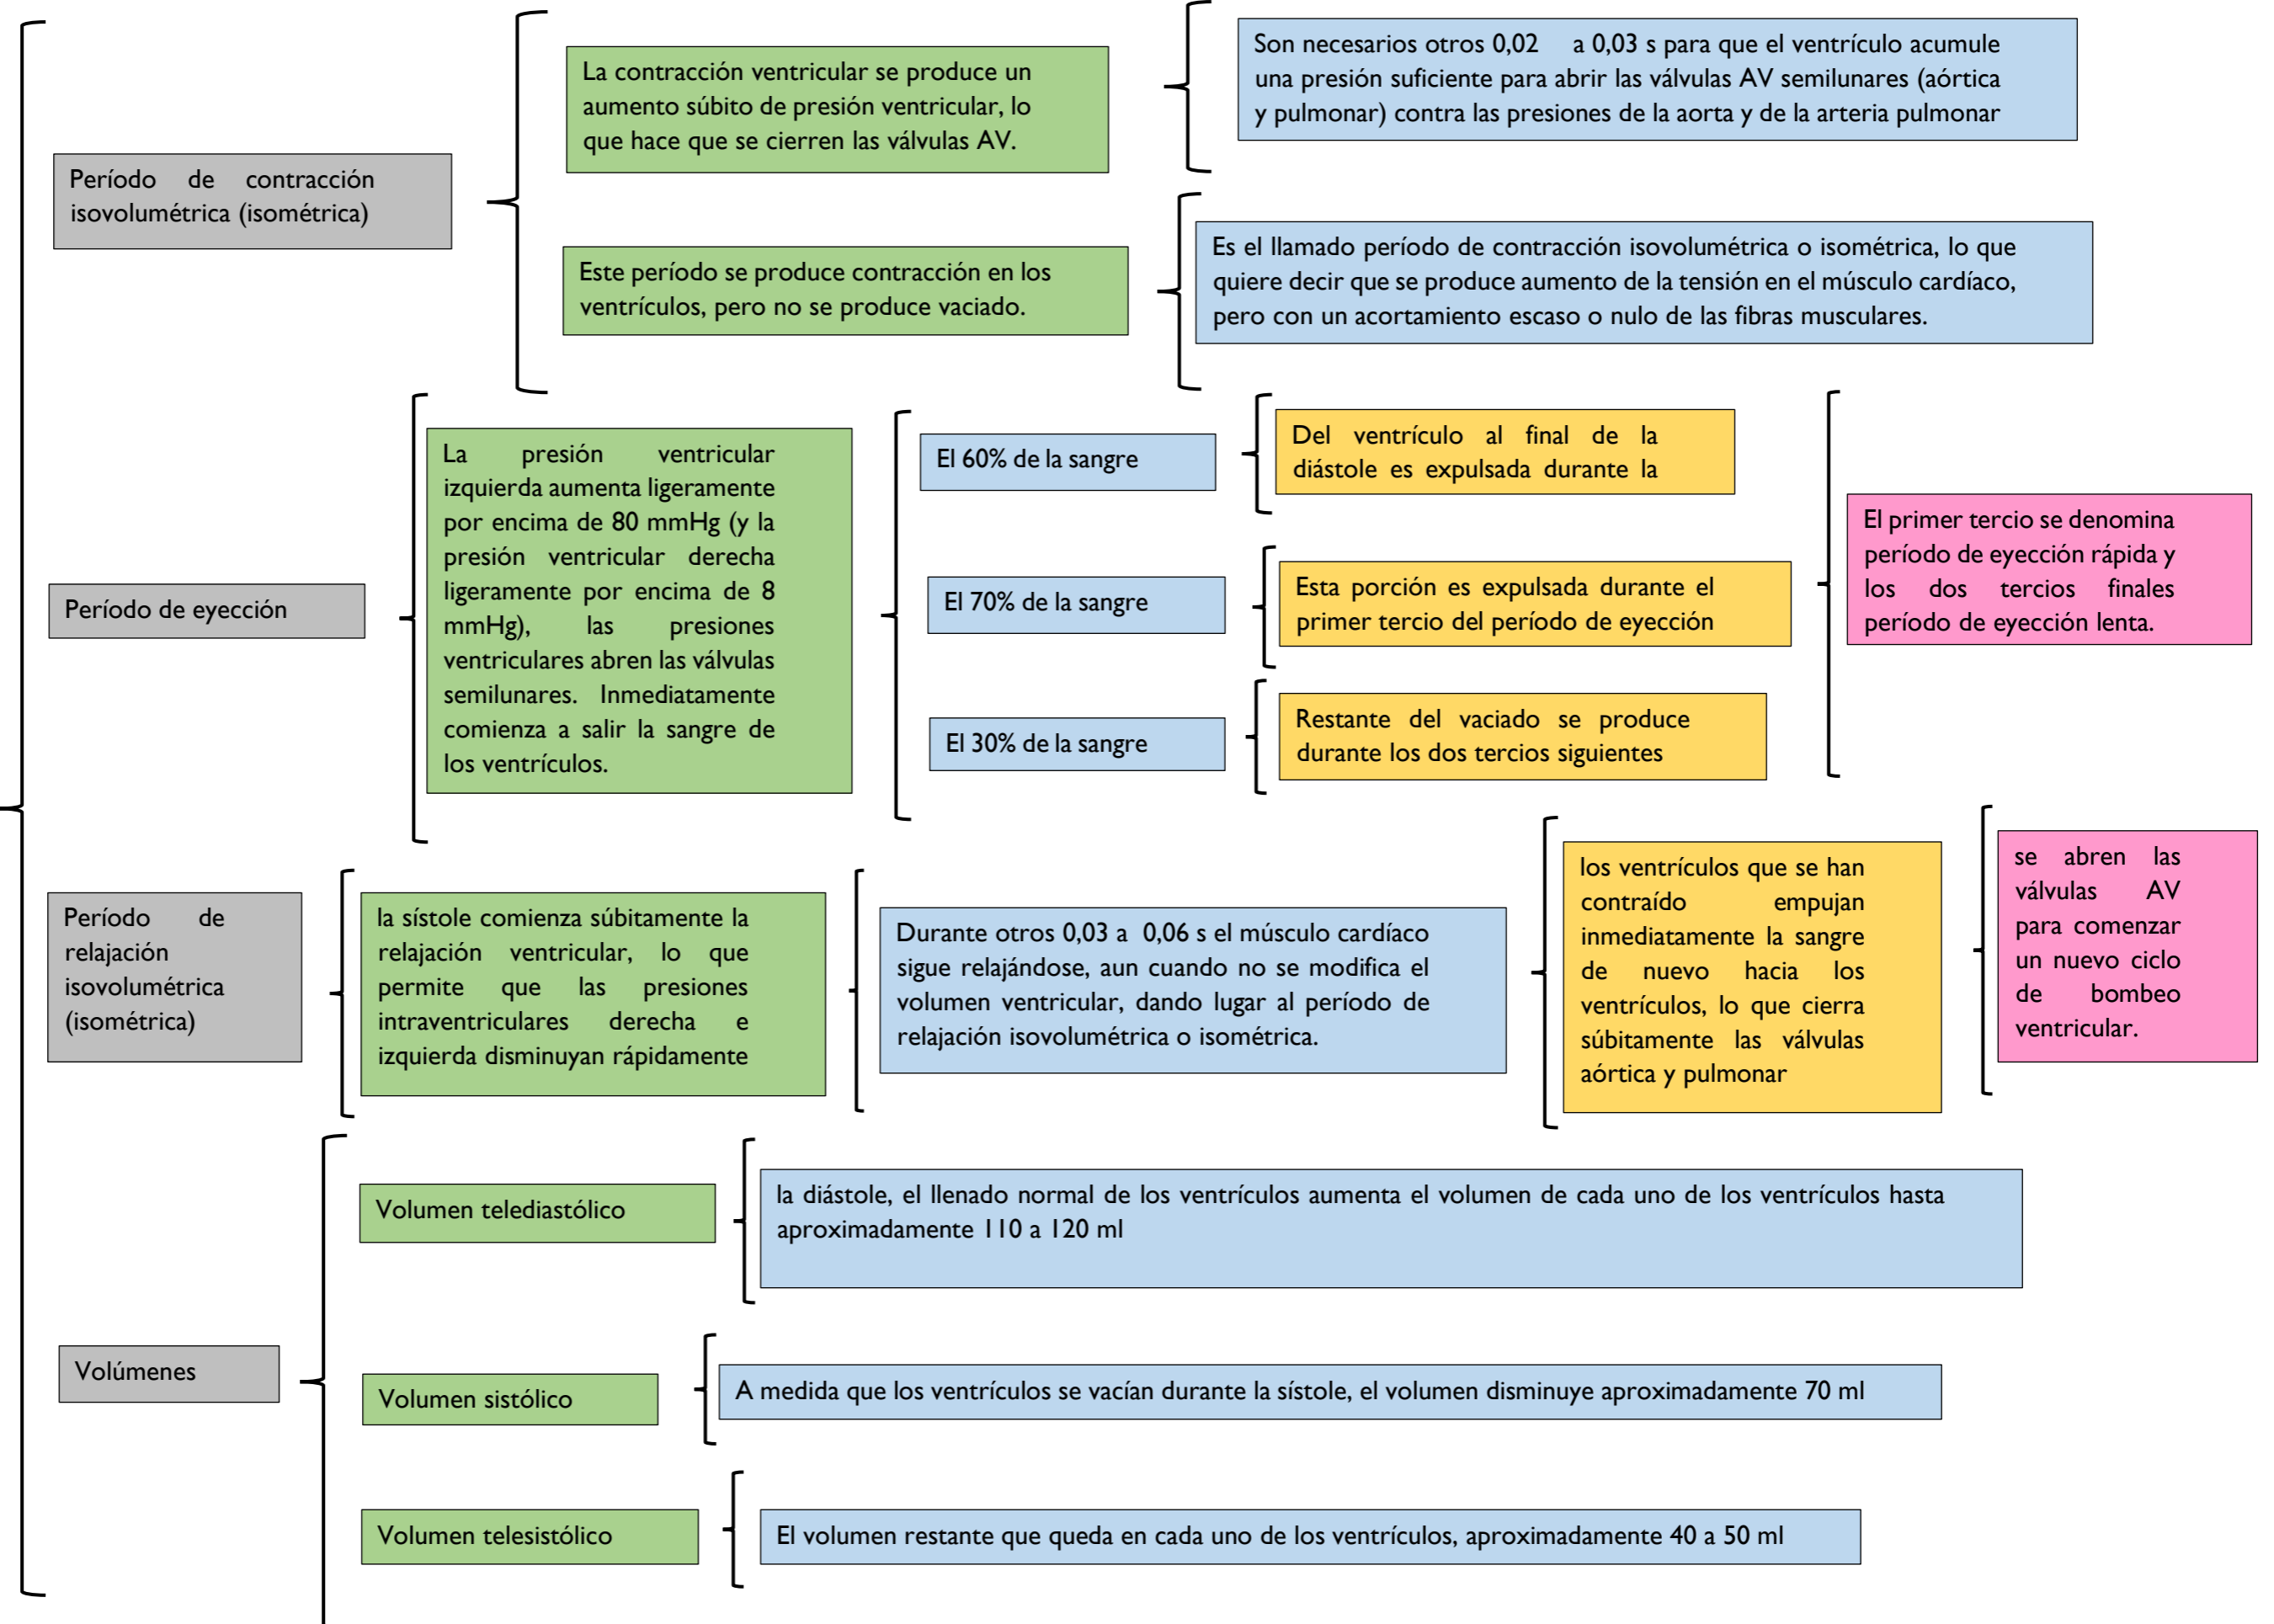 Período de contracción
isovolumétrica (isométrica)
La contracción ventricular se produce un
aumento súbito de presión ventricular, lo
que hace que se cierren las válvulas AV.
Son necesarios otros 0,02 a 0,03 s para que el ventrículo acumule
una presión suficiente para abrir las válvulas AV semilunares (aórtica
y pulmonar) contra las presiones de la aorta y de la arteria pulmonar
Este período se produce contracción en los
ventrículos, pero no se produce vaciado.
Es el llamado período de contracción isovolumétrica o isométrica, lo que
quiere decir que se produce aumento de la tensión en el músculo cardíaco,
pero con un acortamiento escaso o nulo de las fibras musculares.
Período de eyección
La presión ventricular
izquierda aumenta ligeramente
por encima de 80 mmHg (y la
presión ventricular derecha
ligeramente por encima de 8
mmHg), las presiones
ventriculares abren las válvulas
semilunares. Inmediatamente
comienza a salir la sangre de
los ventrículos.
El 60% de la sangre
Del ventrículo al final de la
diástole es expulsada durante la
El 70% de la sangre
Esta porción es expulsada durante el
primer tercio del período de eyección
El 30% de la sangre
Restante del vaciado se produce
durante los dos tercios siguientes
El primer tercio se denomina
período de eyección rápida y
los dos tercios finales
período de eyección lenta.
Período de
relajación
isovolumétrica
(isométrica)
la sístole comienza súbitamente la
relajación ventricular, lo que
permite que las presiones
intraventriculares derecha e
izquierda disminuyan rápidamente
Durante otros 0,03 a 0,06 s el músculo cardíaco
sigue relajándose, aun cuando no se modifica el
volumen ventricular, dando lugar al período de
relajación isovolumétrica o isométrica.
los ventrículos que se han
contraído empujan
inmediatamente la sangre
de nuevo hacia los
ventrículos, lo que cierra
súbitamente las válvulas
aórtica y pulmonar
se abren las
válvulas AV
para comenzar
un nuevo ciclo
de bombeo
ventricular.
Volúmenes
Volumen telediastólico
la diástole, el llenado normal de los ventrículos aumenta el volumen de cada uno de los ventrículos hasta
aproximadamente 110 a 120 ml
Volumen sistólico
A medida que los ventrículos se vacían durante la sístole, el volumen disminuye aproximadamente 70 ml
Volumen telesistólico
El volumen restante que queda en cada uno de los ventrículos, aproximadamente 40 a 50 ml